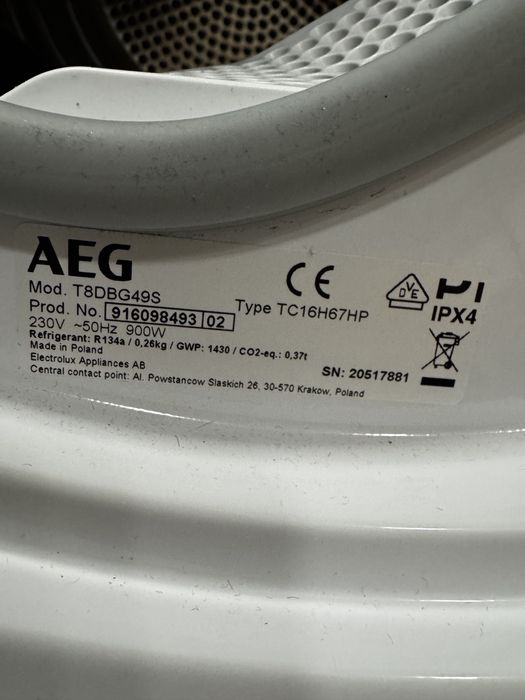 AEG
Mod. T8DBG49S
Prod. No. 916098493 02
Type TC16H67HP
230V ~50Hz 900W
Refrigerant: R134a / 0,26kg / GWP: 1430 / CO2-eq.: 0,37t
Made in Poland
Electrolux Appliances AB
Central contact point: Al. Powstancow Slaskich 26, 30-570 Krakow, Poland
CE
DVE
IPX4
SN: 20517881